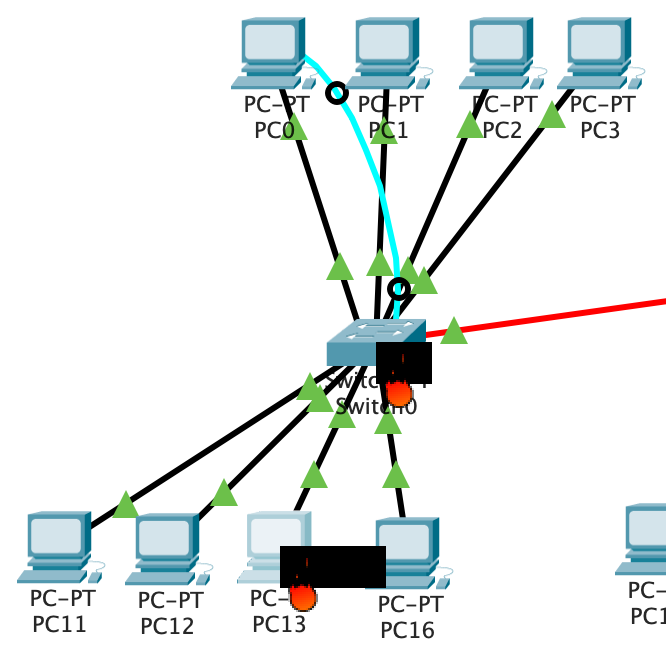 PC-PT
PC0
PC-PT
PC1
PC-PT
PC2
PC-PT
PC3
Switch0
PC-PT
PC11
PC-PT
PC12
PC13
PC-PT
PC16